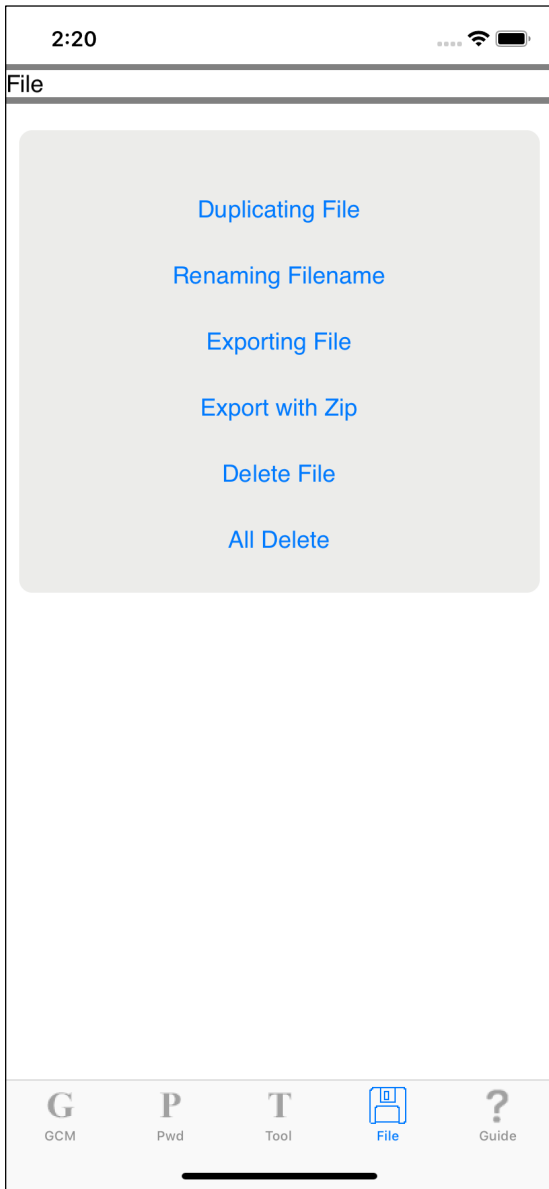 2:20
File
Duplicating File
Renaming Filename
Exporting File
Export with Zip
Delete File
All Delete
G P T ?
GCM Pwd Tool File Guide